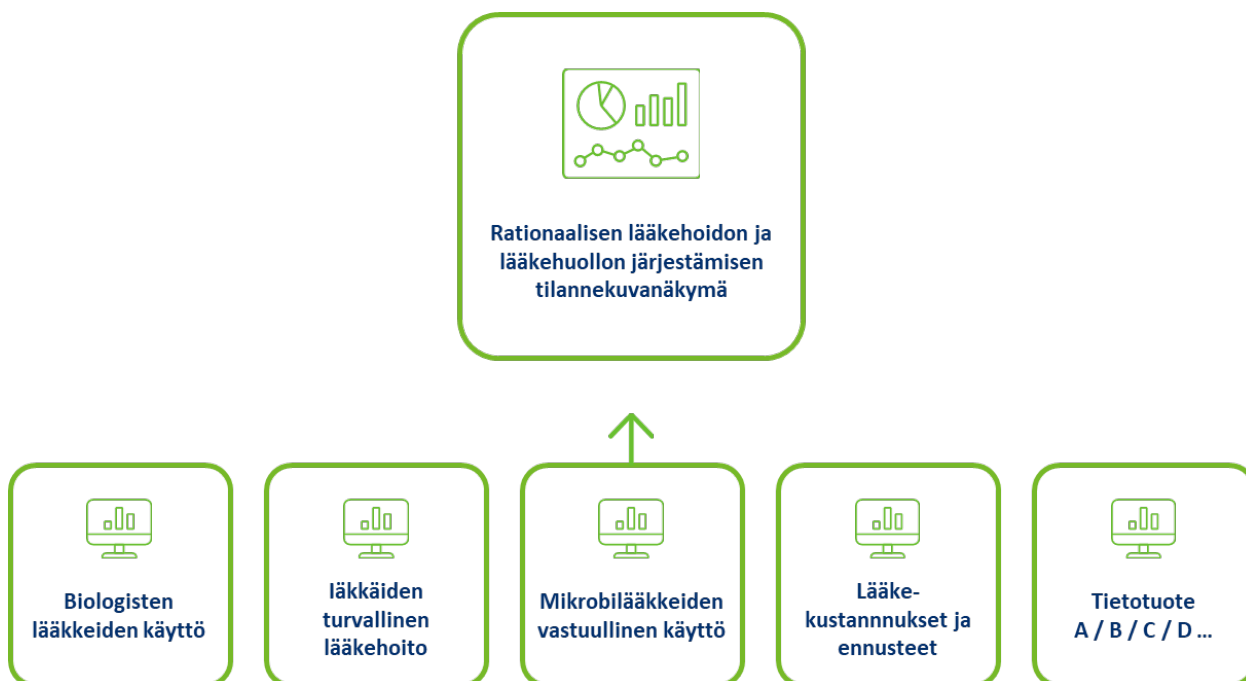 Rationaalisen lääkehoidon ja
lääkehuollon järjestämisen
tilannekuvanäkymä
Biologisten
lääkkeiden käyttö
Iäkkäiden
turvallinen
lääkehoito
Mikrobilääkkeiden
vastuullinen käyttö
Lääke-
kustannnukset ja
ennusteet
Tietotuote
A / B / C / D ...